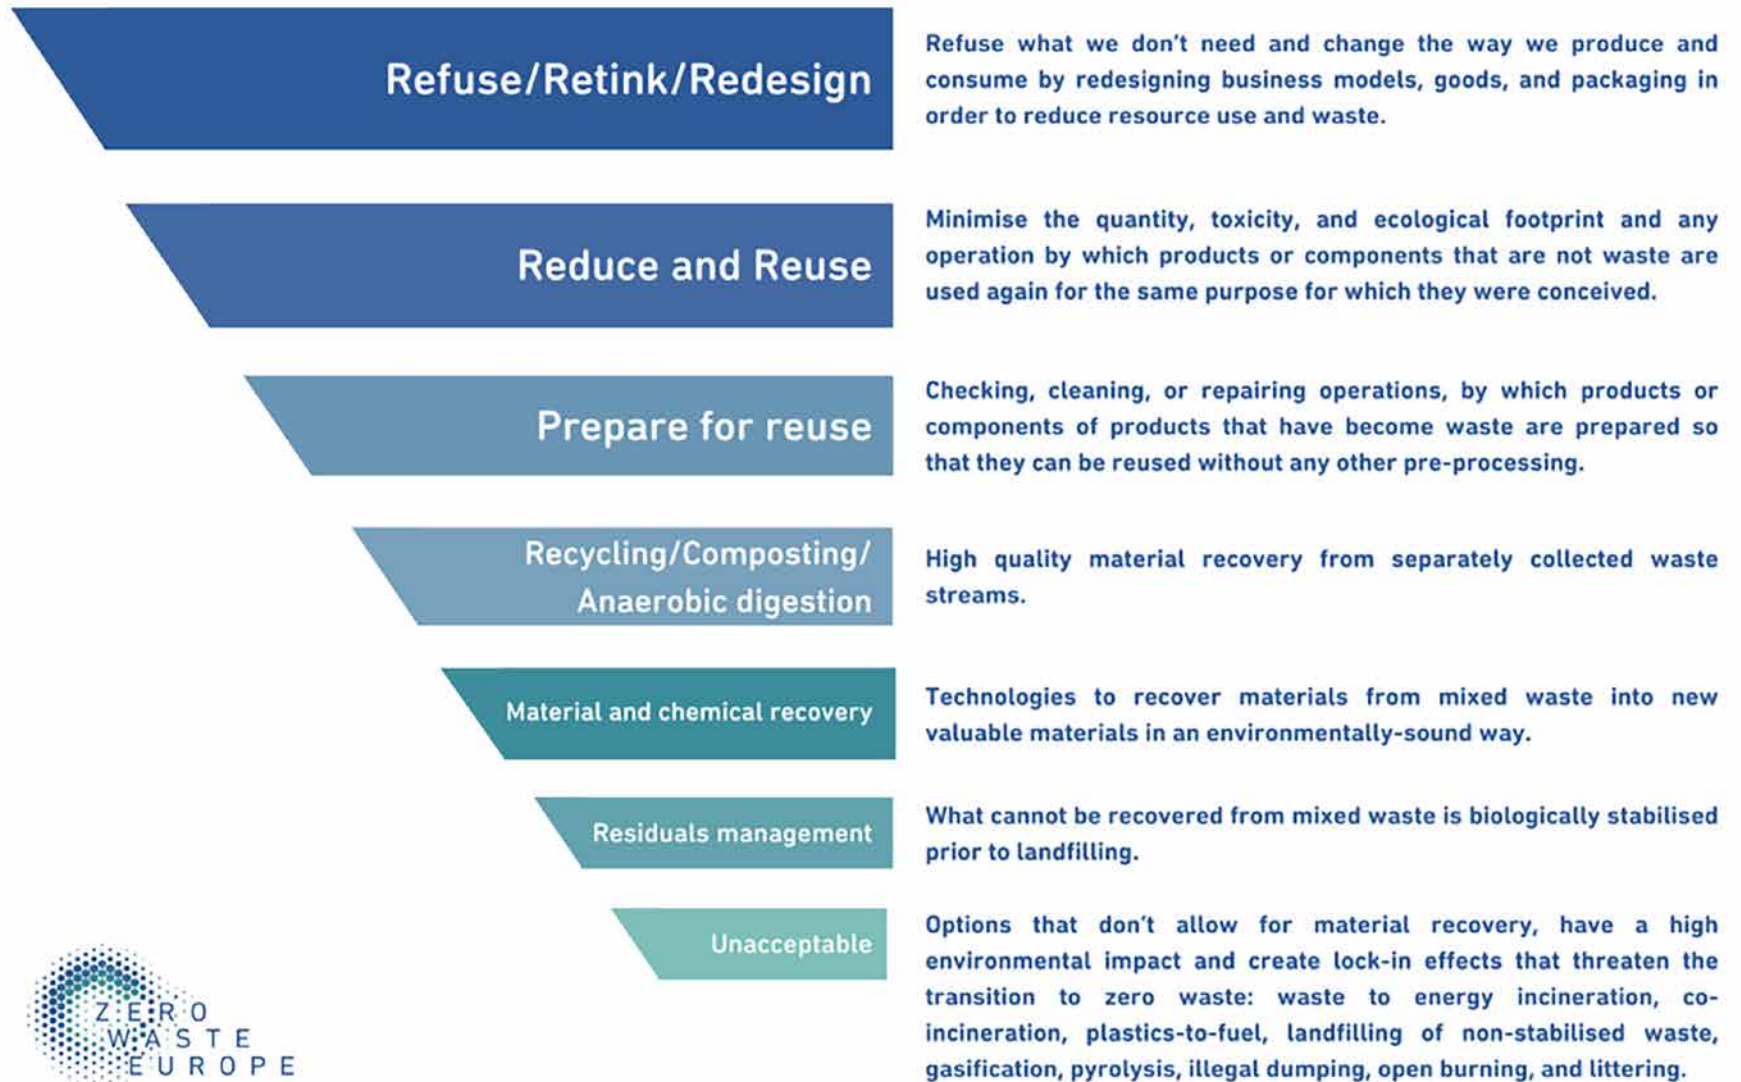 Refuse/Retink/Redesign
Refuse what we don't need and change the way we produce and
consume by redesigning business models, goods, and packaging in
order to reduce resource use and waste.
Reduce and Reuse
Minimise the quantity, toxicity, and ecological footprint and any
operation by which products or components that are not waste are
used again for the same purpose for which they were conceived.
Prepare for reuse
Checking, cleaning, or repairing operations, by which products or
components of products that have become waste are prepared so
that they can be reused without any other pre-processing.
Recycling/Composting/
Anaerobic digestion
High quality material recovery from separately collected waste
streams.
Material and chemical recovery
Technologies to recover materials from mixed waste into new
valuable materials in an environmentally-sound way.
Residuals management
What cannot be recovered from mixed waste is biologically stabilised
prior to landfilling.
Unacceptable
Options that don't allow for material recovery, have a high
environmental impact and create lock-in effects that threaten the
transition to zero waste: waste to energy incineration, co-
incineration, plastics-to-fuel, landfilling of non-stabilised waste,
gasification, pyrolysis, illegal dumping, open burning, and littering.
ZERO
WASTE
EUROPE